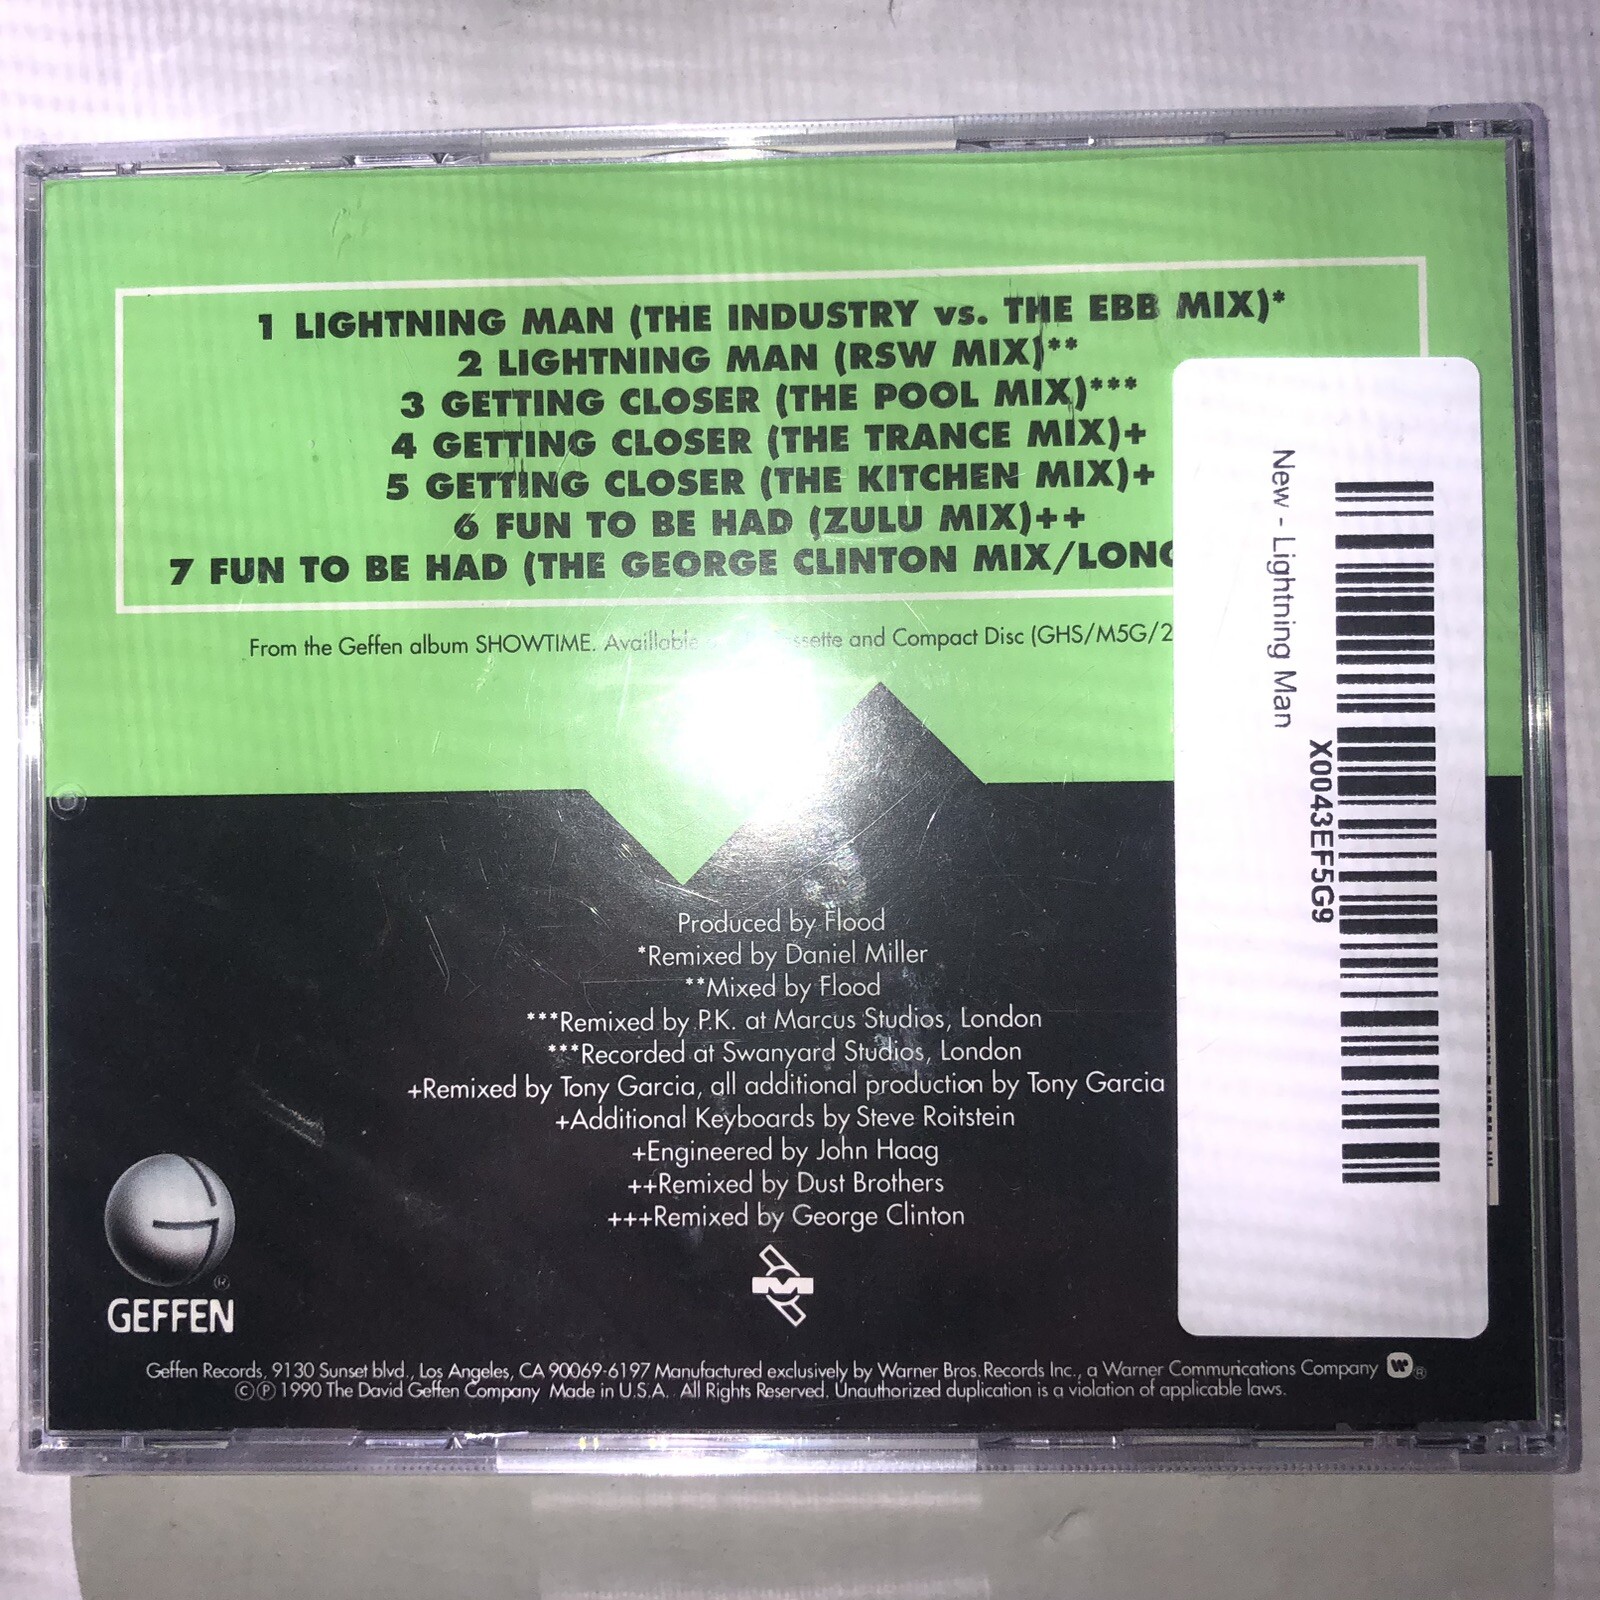 1 LIGHTNING MAN (THE INDUSTRY vs. THE EBB MIX)*
2 LIGHTNING MAN (RSW MIX)**
3 GETTING CLOSER (THE POOL MIX)***
4 GETTING CLOSER (THE TRANCE MIX)+
5 GETTING CLOSER (THE KITCHEN MIX)+
6 FUN TO BE HAD (ZULU MIX)++
7 FUN TO BE HAD (THE GEORGE CLINTON MIX/LONG
From the Geffen album SHOWTIME. Availlable and Compact Disc (GHS/M5G/2
Produced by Flood
*Remixed by Daniel Miller
**Mixed by Flood
***Remixed by P.K. at Marcus Studios, London
***Recorded at Swanyard Studios, London
+Remixed by Tony Garcia, all additional production by Tony Garcia
+Additional Keyboards by Steve Roitstein
+Engineered by John Haag
++Remixed by Dust Brothers
+++Remixed by George Clinton
M
G
®
GEFFEN
Geffen Records, 9130 Sunset blvd., Los Angeles, CA 90069-6197 Manufactured exclusively by Warner Bros. Records Inc., a Warner Communications Company W ®
© ℗ 1990 The David Geffen Company Made in U.S.A. All Rights Reserved. Unauthorized duplication is a violation of applicable laws.
X0043EF5G9
New - Lightning Man